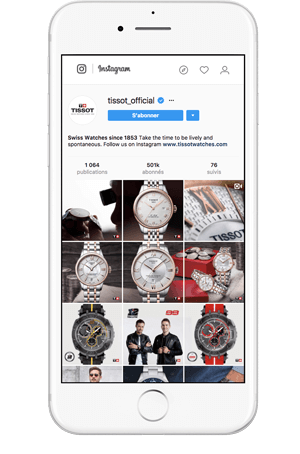 Instagram
TISSOT
tissot_official
S'abonner
Swiss Watches since 1853 Take the time to be lively and
spontaneous. Follow us on Instagram www.tissotwatches.com
1 064
publications
501k
abonnés
76
suivis
TISSOT